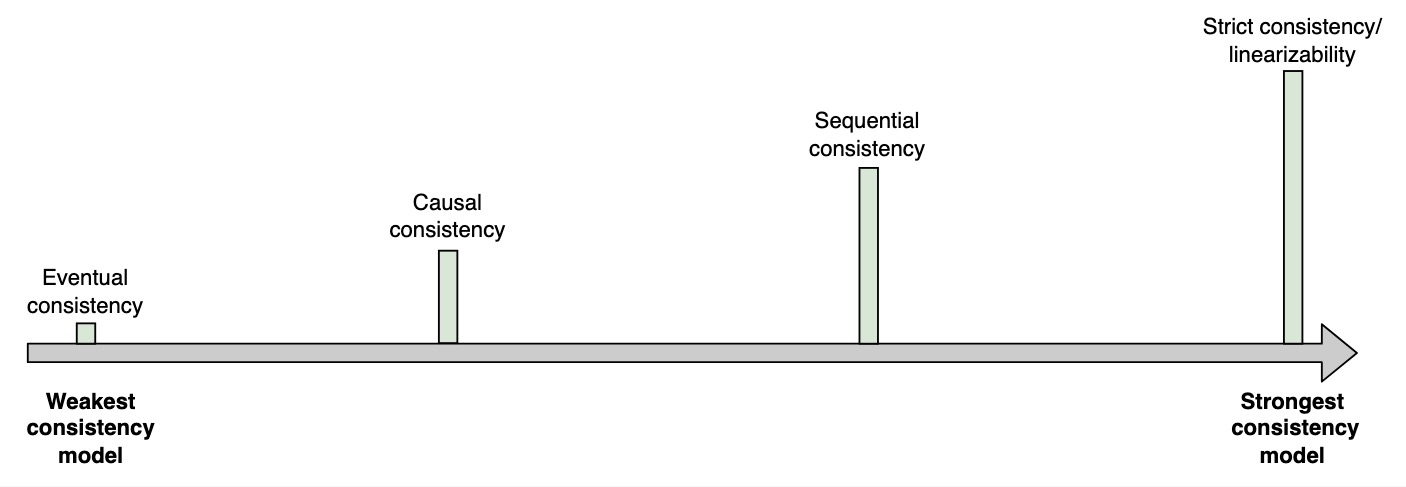 Strict consistency/
linearizability
Sequential
consistency
Causal
consistency
Eventual
consistency
Weakest
consistency
model
Strongest
consistency
model